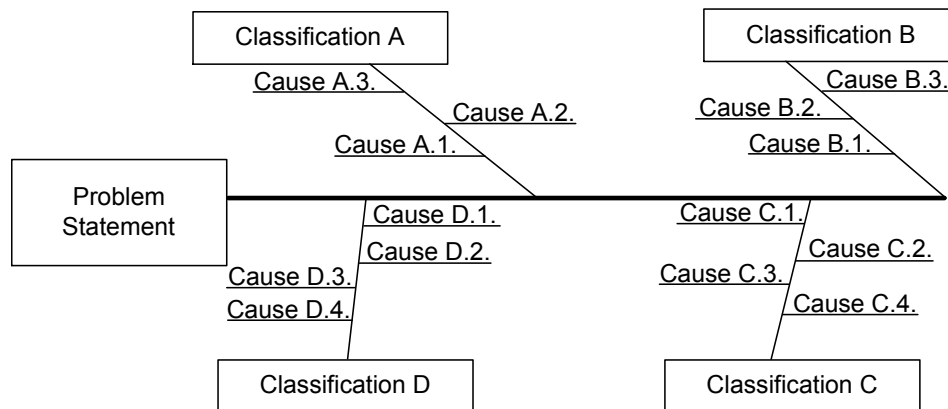 Classification A
Classification B
Cause A.3.
Cause B.3.
Cause A.2.
Cause B.2.
Cause A.1.
Cause B.1.
Problem
Statement
Cause D.1.
Cause C.1.
Cause D.2.
Cause C.2.
Cause D.3.
Cause C.3.
Cause D.4.
Cause C.4.
Classification D
Classification C